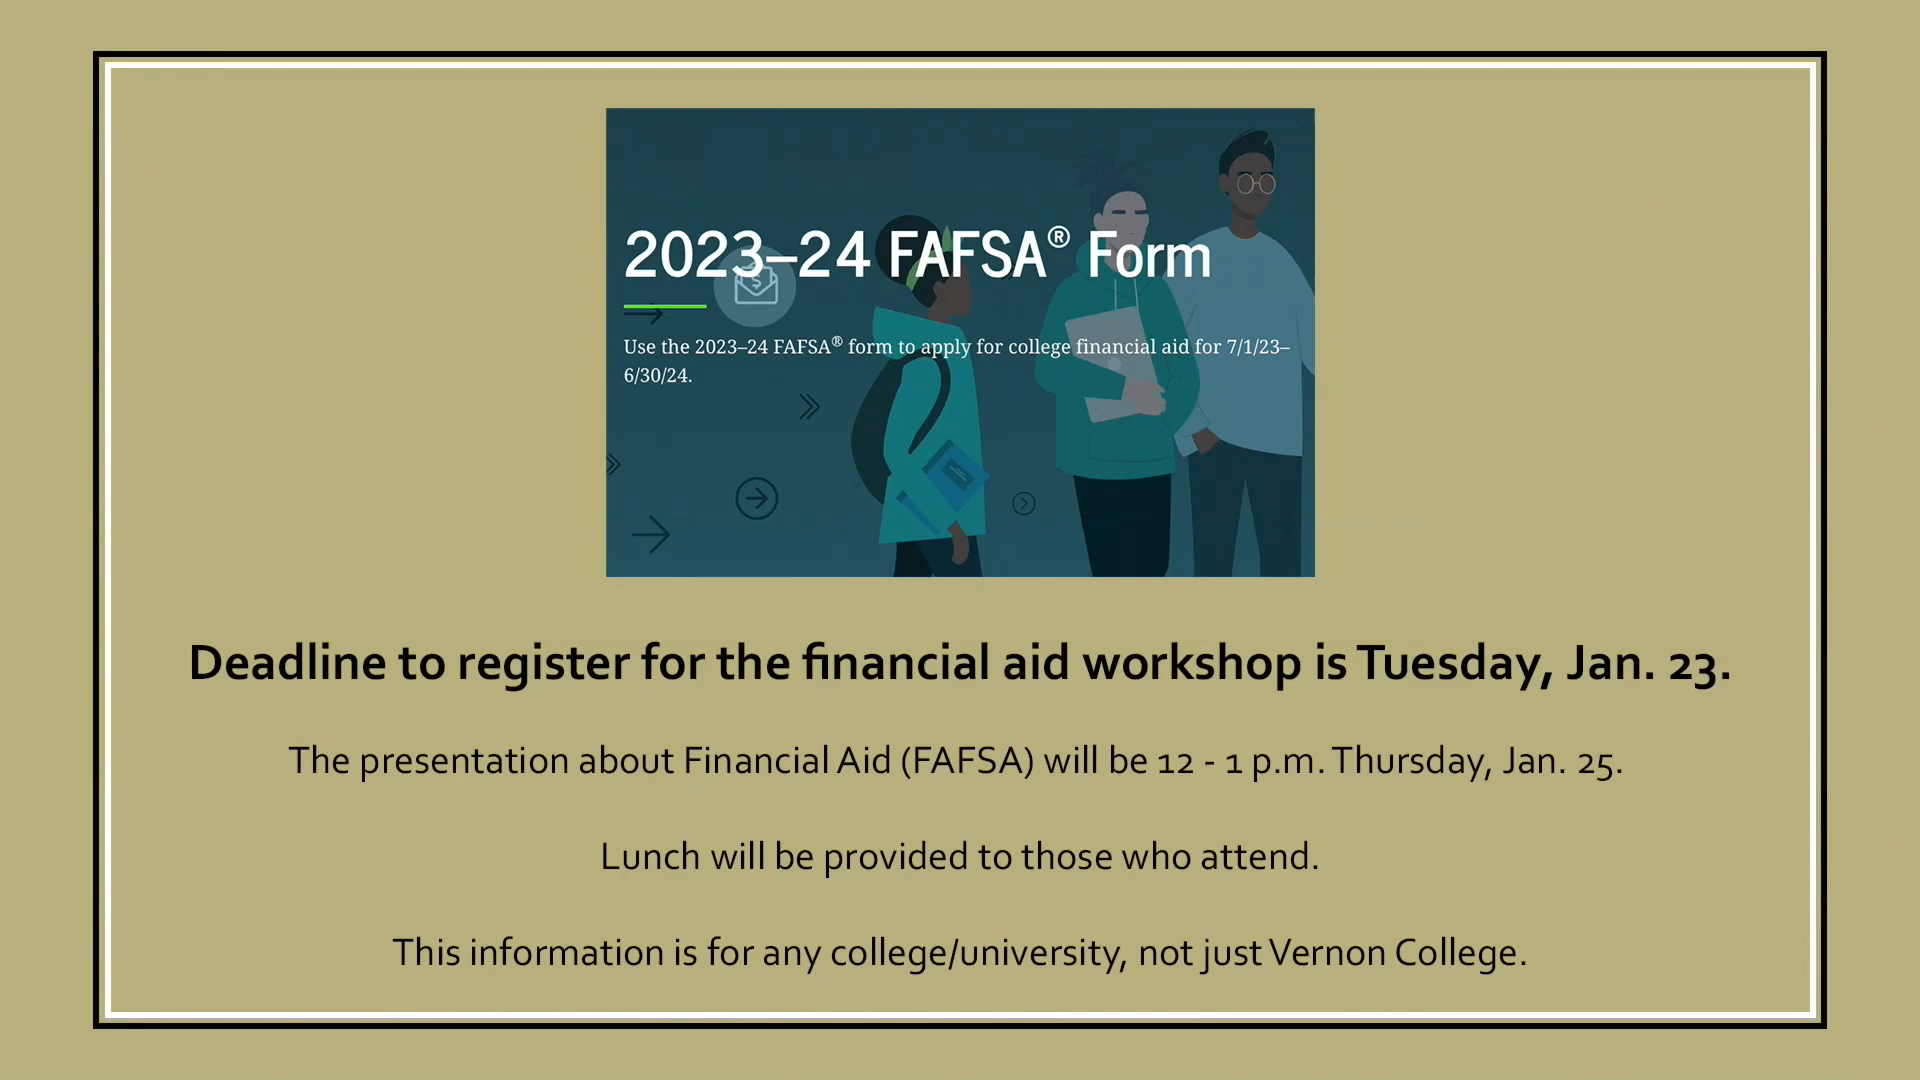 2023–24 FAFSA® Form
Use the 2023–24 FAFSA® form to apply for college financial aid for 7/1/23–
6/30/24.
Deadline to register for the financial aid workshop is Tuesday, Jan. 23.
The presentation about Financial Aid (FAFSA) will be 12 - 1 p.m. Thursday, Jan. 25.
Lunch will be provided to those who attend.
This information is for any college/university, not just Vernon College.